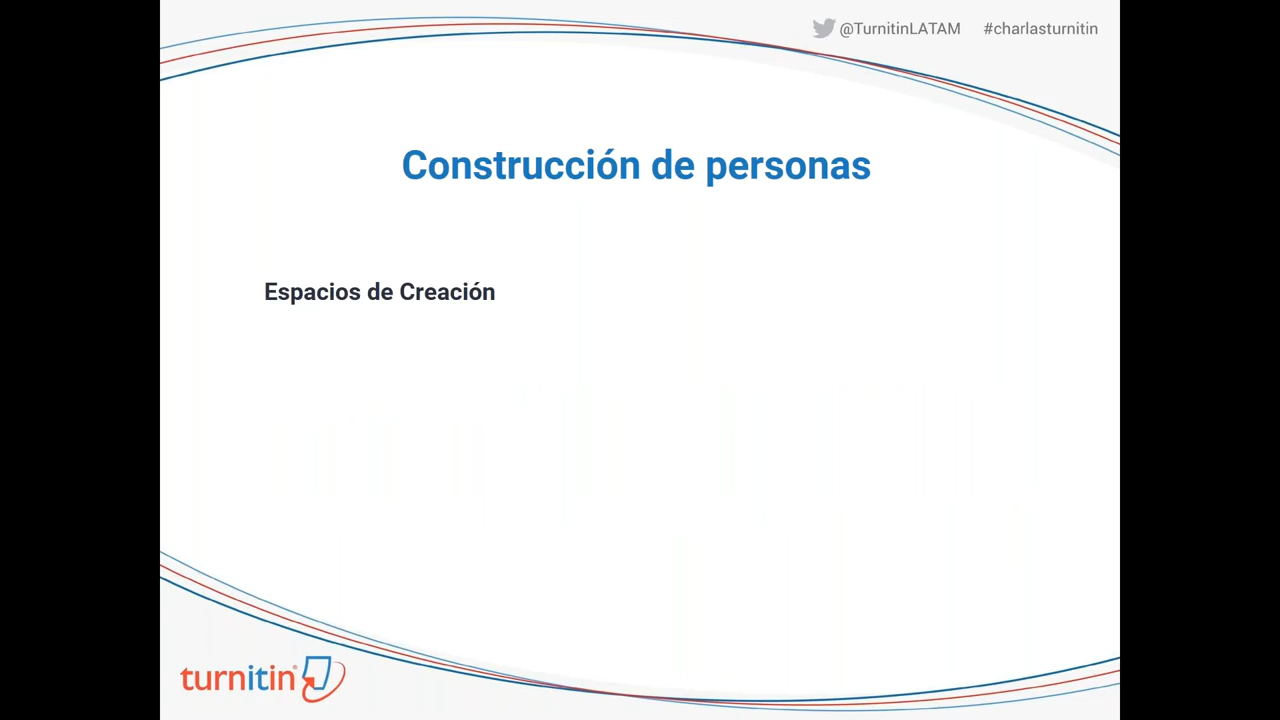 @TurnitinLATAM #charlasturnitin
Construcción de personas
Espacios de Creación
turnitin